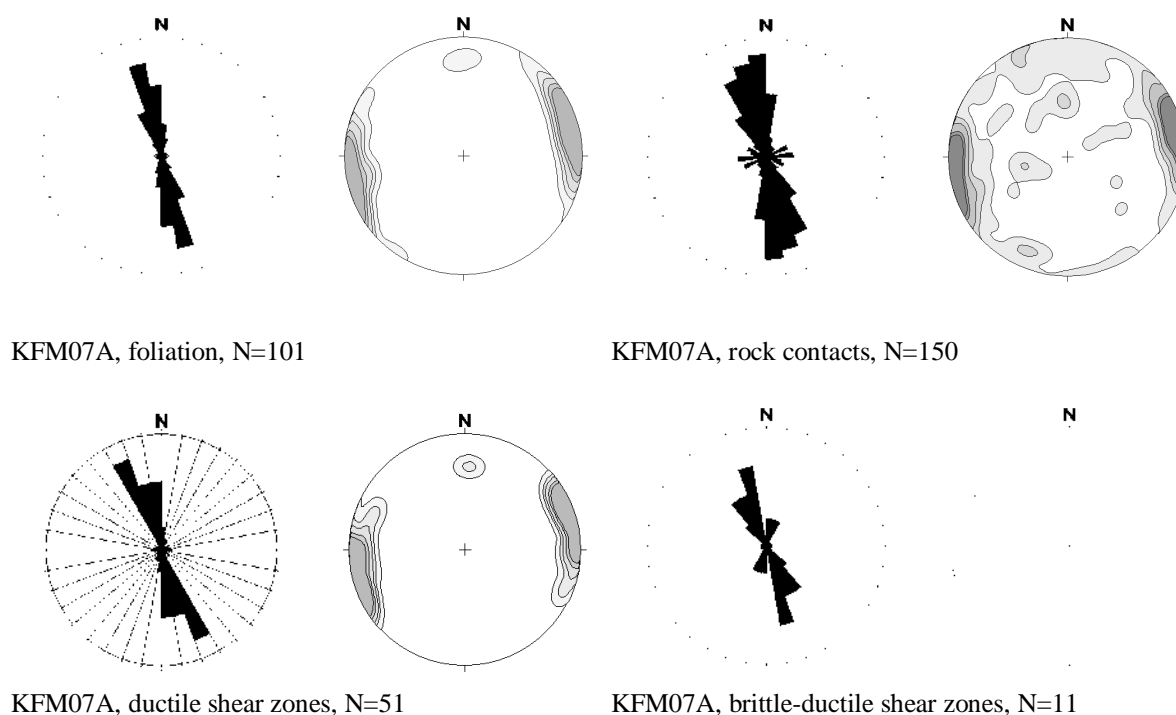 N
N
KFM07A, foliation, N=101
N
N
KFM07A, rock contacts, N=150
N
N
KFM07A, ductile shear zones, N=51
N
N
KFM07A, brittle-ductile shear zones, N=11